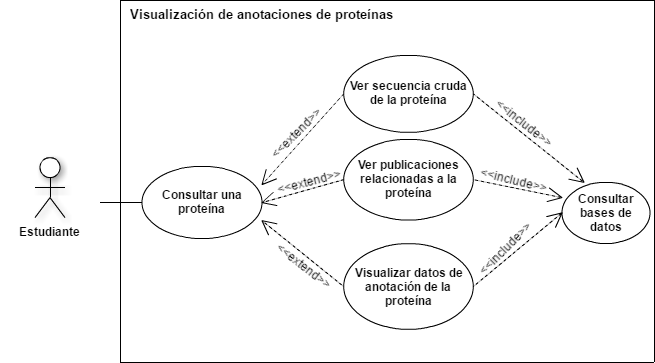 Visualización de anotaciones de proteínas
Ver secuencia cruda
de la proteína
<<extend>>
<<include>>
Ver publicaciones
relacionadas a la
proteína
<<extend>>
<<include>>
Consultar una
proteína
Consultar
bases de
datos
Estudiante
<<extend>>
<<include>>
Visualizar datos de
anotación de la
proteína